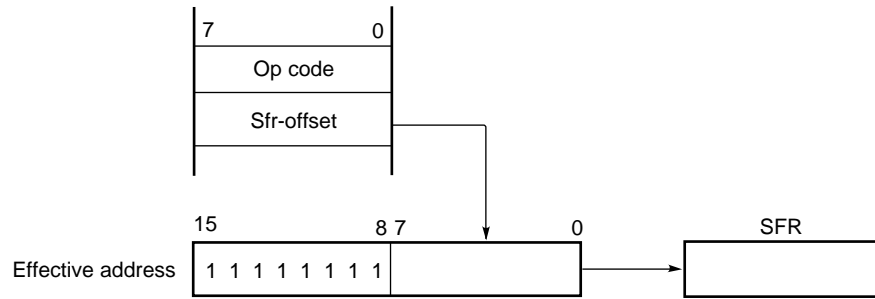 7 0
Op code
Sfr-offset
15 8 7 0 SFR
Effective address 1 1 1 1 1 1 1 1